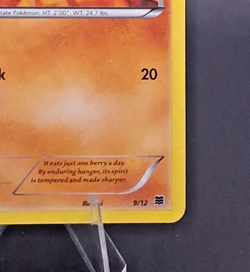 Pokémon. HT. 2'00" WT. 24.7 lbs.
k 20
It eats just one berry a day.
By enduring hunger, its spirit
is tempered and made sharper.
9/12